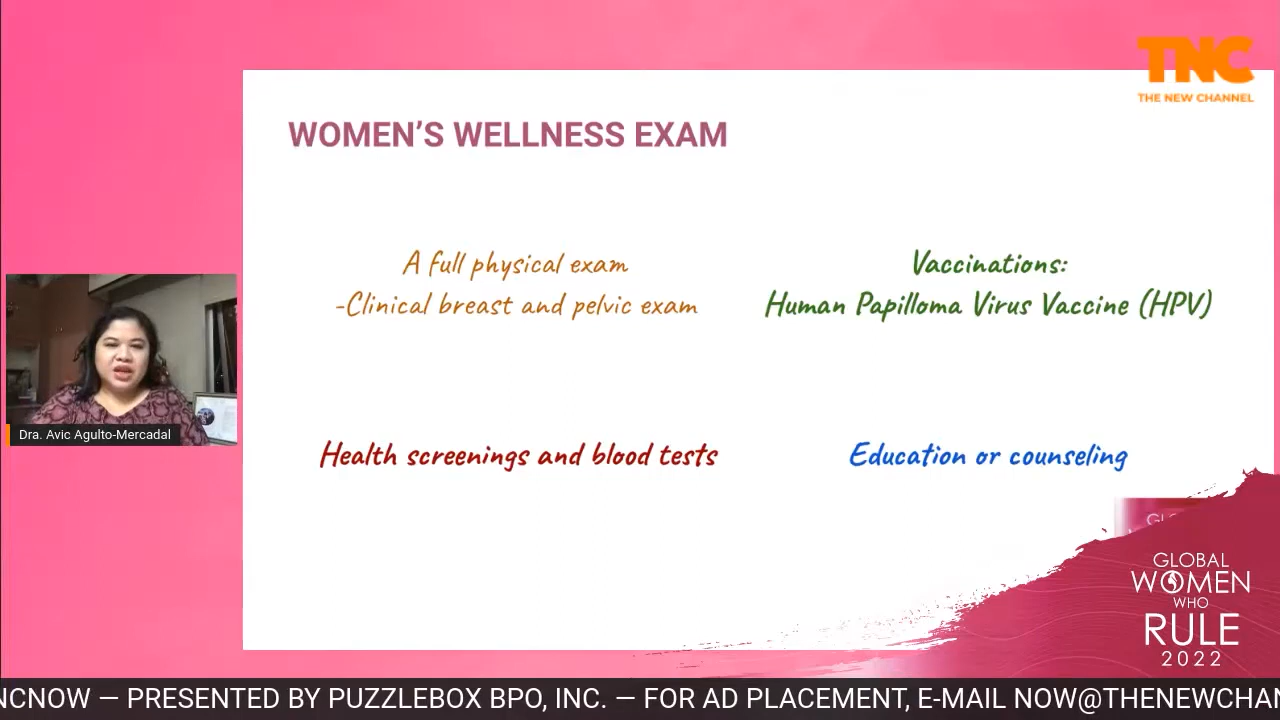 TNC
THE NEW CHANNEL
WOMEN’S WELLNESS EXAM
A full physical exam
-Clinical breast and pelvic exam
Vaccinations:
Human Papilloma Virus Vaccine (HPV)
Health screenings and blood tests
Education or counseling
Dra. Avic Agulto-Mercadal
GLOBAL
WOMEN
WHO
RULE
2022
NCNOW — PRESENTED BY PUZZLEBOX BPO, INC. — FOR AD PLACEMENT, E-MAIL NOW@THENEWCHAN